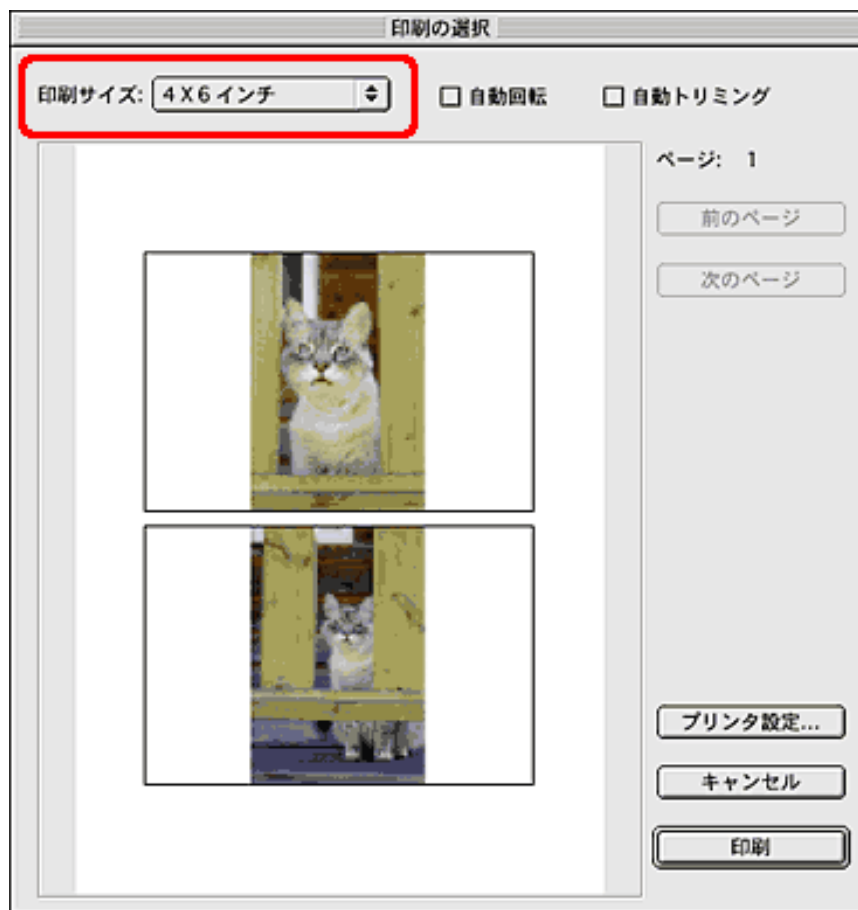 印刷の選択
印刷サイズ: 4 X 6 インチ 自動回転 自動トリミング
ページ: 1
前のページ
次のページ
プリンタ設定...
キャンセル
印刷